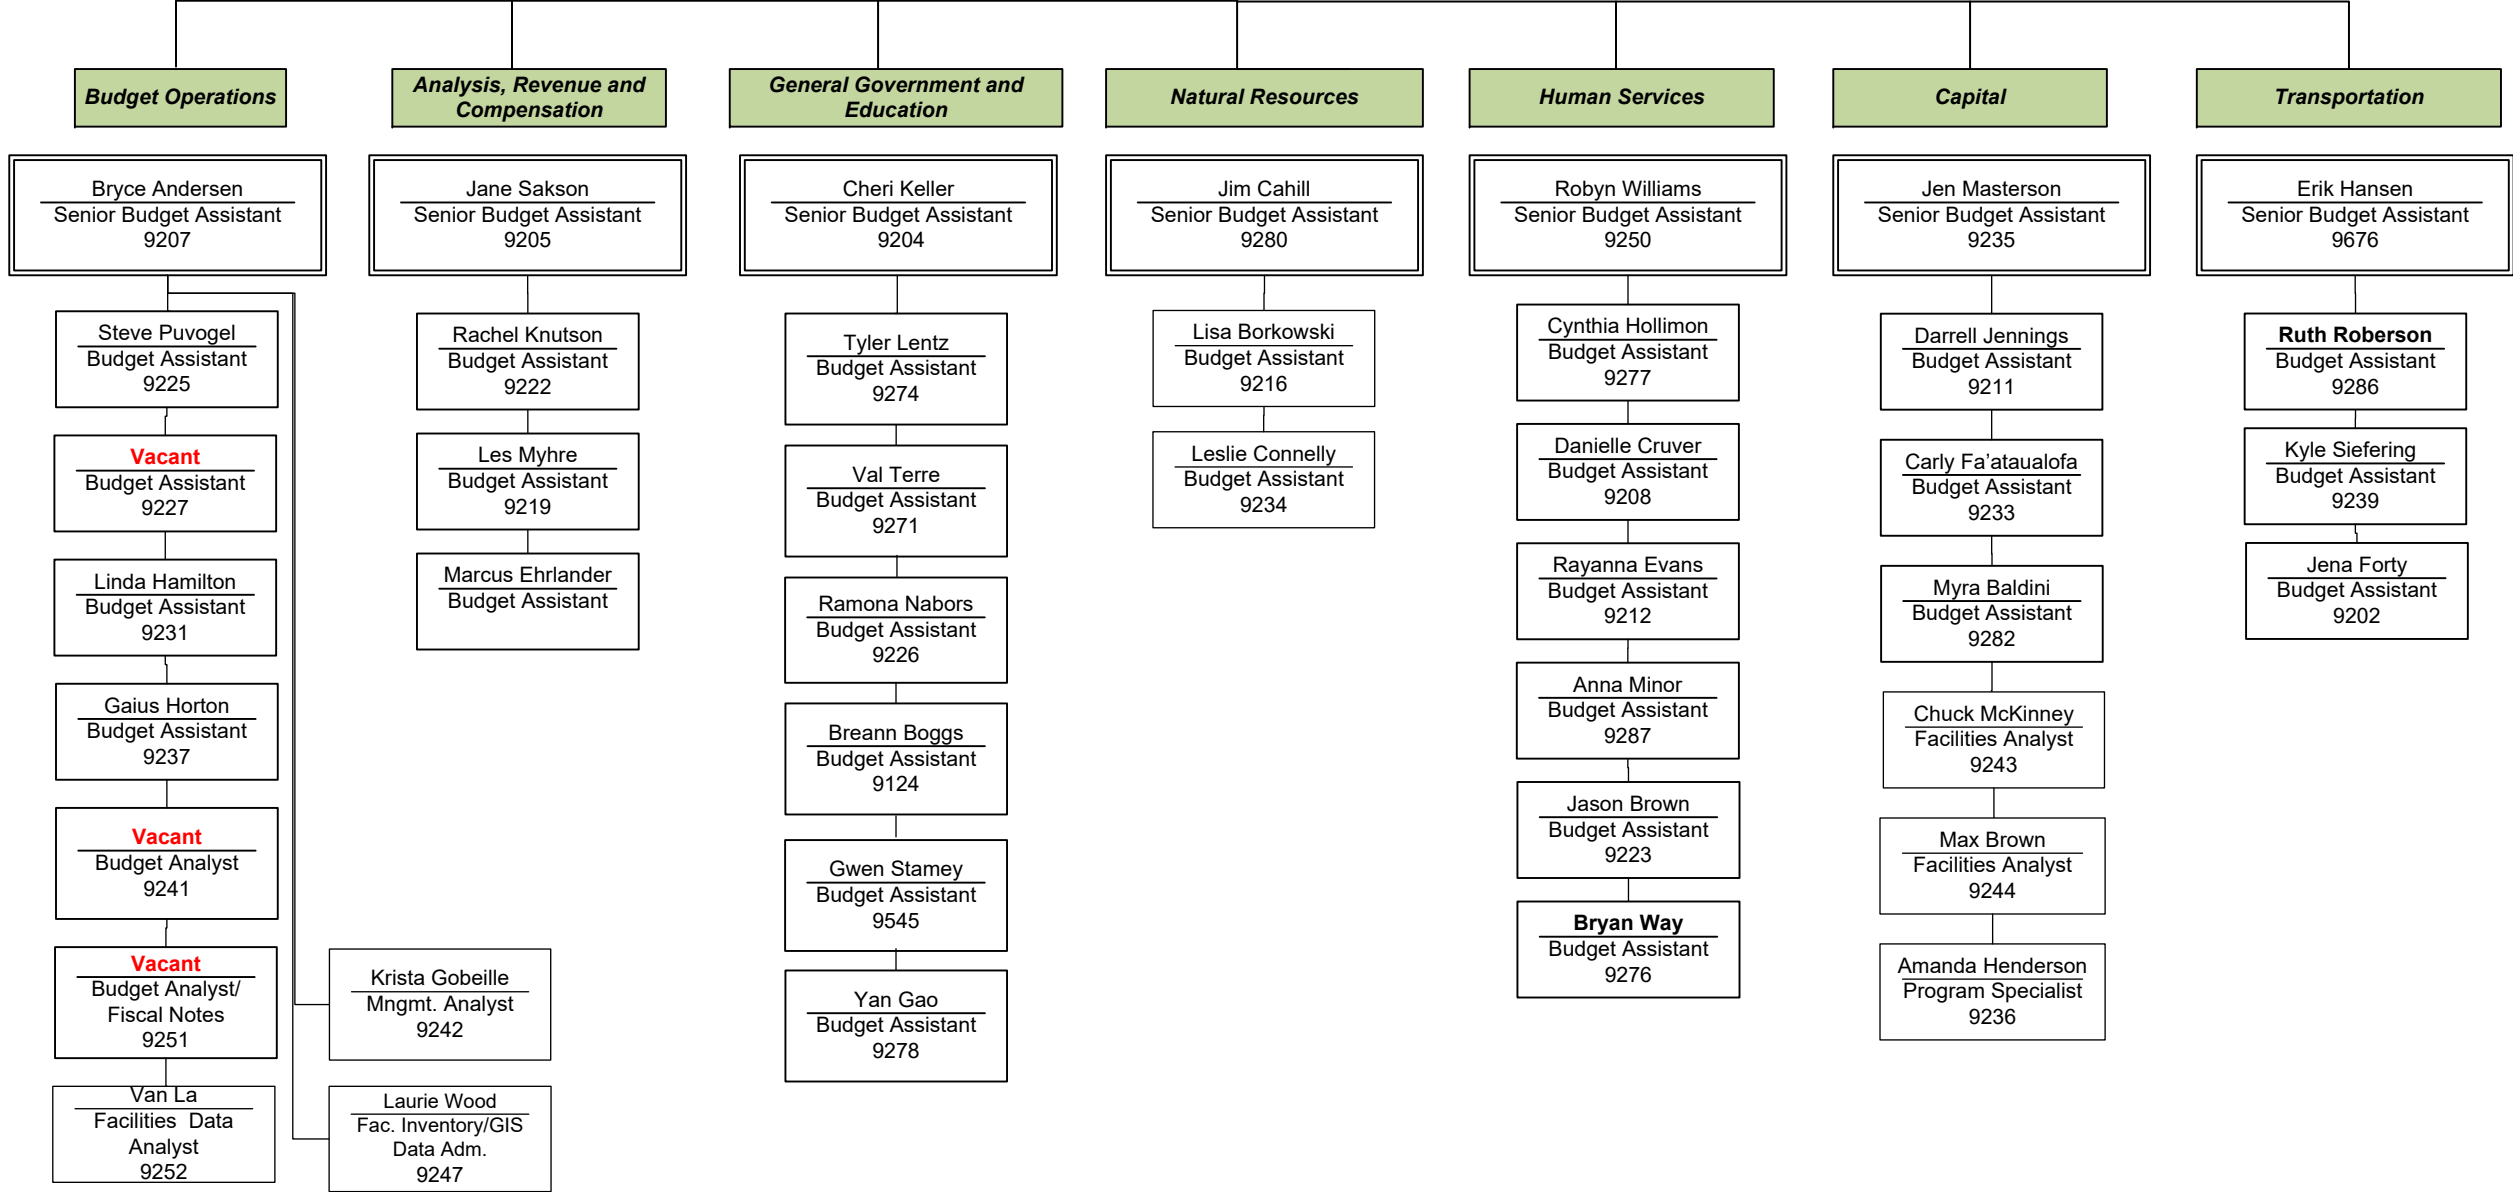 Budget Operations
Analysis, Revenue and
Compensation
General Government and
Education
Natural Resources
Human Services
Capital
Transportation
Bryce Andersen
Senior Budget Assistant
9207
Steve Puvogel
Budget Assistant
9225
Vacant
Budget Assistant
9227
Linda Hamilton
Budget Assistant
9231
Gaius Horton
Budget Assistant
9237
Vacant
Budget Analyst
9241
Vacant
Budget Analyst/
Fiscal Notes
9251
Van La
Facilities Data
Analyst
9252
Krista Gobeille
Mngmt. Analyst
9242
Laurie Wood
Fac. Inventory/GIS
Data Adm.
9247
Jane Sakson
Senior Budget Assistant
9205
Rachel Knutson
Budget Assistant
9222
Les Myhre
Budget Assistant
9219
Marcus Ehrlander
Budget Assistant
Cheri Keller
Senior Budget Assistant
9204
Tyler Lentz
Budget Assistant
9274
Val Terre
Budget Assistant
9271
Ramona Nabors
Budget Assistant
9226
Breann Boggs
Budget Assistant
9124
Gwen Stamey
Budget Assistant
9545
Yan Gao
Budget Assistant
9278
Jim Cahill
Senior Budget Assistant
9280
Lisa Borkowski
Budget Assistant
9216
Leslie Connelly
Budget Assistant
9234
Robyn Williams
Senior Budget Assistant
9250
Cynthia Hollimon
Budget Assistant
9277
Danielle Cruver
Budget Assistant
9208
Rayanna Evans
Budget Assistant
9212
Anna Minor
Budget Assistant
9287
Jason Brown
Budget Assistant
9223
Bryan Way
Budget Assistant
9276
Jen Masterson
Senior Budget Assistant
9235
Darrell Jennings
Budget Assistant
9211
Carly Fa’ataualofa
Budget Assistant
9233
Myra Baldini
Budget Assistant
9282
Chuck McKinney
Facilities Analyst
9243
Max Brown
Facilities Analyst
9244
Amanda Henderson
Program Specialist
9236
Erik Hansen
Senior Budget Assistant
9676
Ruth Roberson
Budget Assistant
9286
Kyle Siefering
Budget Assistant
9239
Jena Forty
Budget Assistant
9202